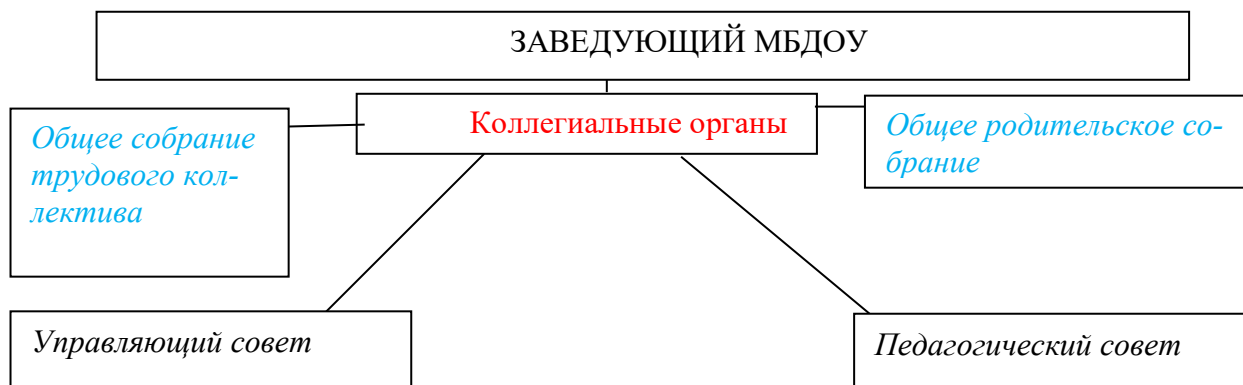 ЗАВЕДУЮЩИЙ МБДОУ
Коллегиальные органы
Общее собрание
трудового кол-
лектива
Общее родительское со-
брание
Управляющий совет
Педагогический совет